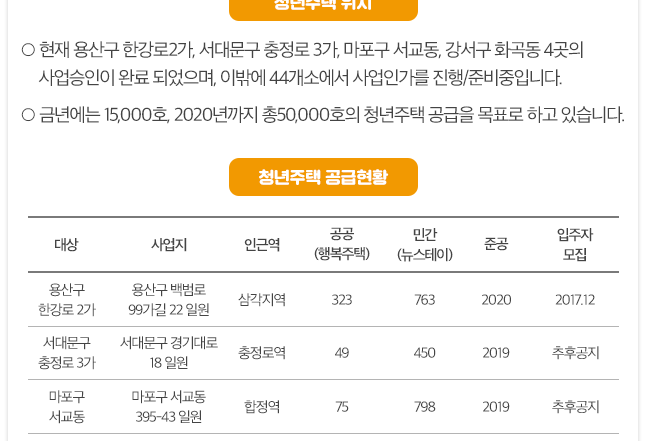 청년주택 위치
○ 현재 용산구 한강로2가, 서대문구 충정로 3가, 마포구 서교동, 강서구 화곡동 4곳의
사업승인이 완료 되었으며, 이밖에 44개소에서 사업인가를 진행/준비중입니다.
○ 금년에는 15,000호, 2020년까지 총50,000호의 청년주택 공급을 목표로 하고 있습니다.
청년주택 공급현황
대상 사업지 인근역 공공 (행복주택) 민간 (뉴스테이) 준공 입주자 모집
용산구 한강로 2가 용산구 백범로 99가길 22 일원 삼각지역 323 763 2020 2017.12
서대문구 충정로 3가 서대문구 경기대로 18 일원 충정로역 49 450 2019 추후공지
마포구 서교동 마포구 서교동 395-43 일원 합정역 75 798 2019 추후공지